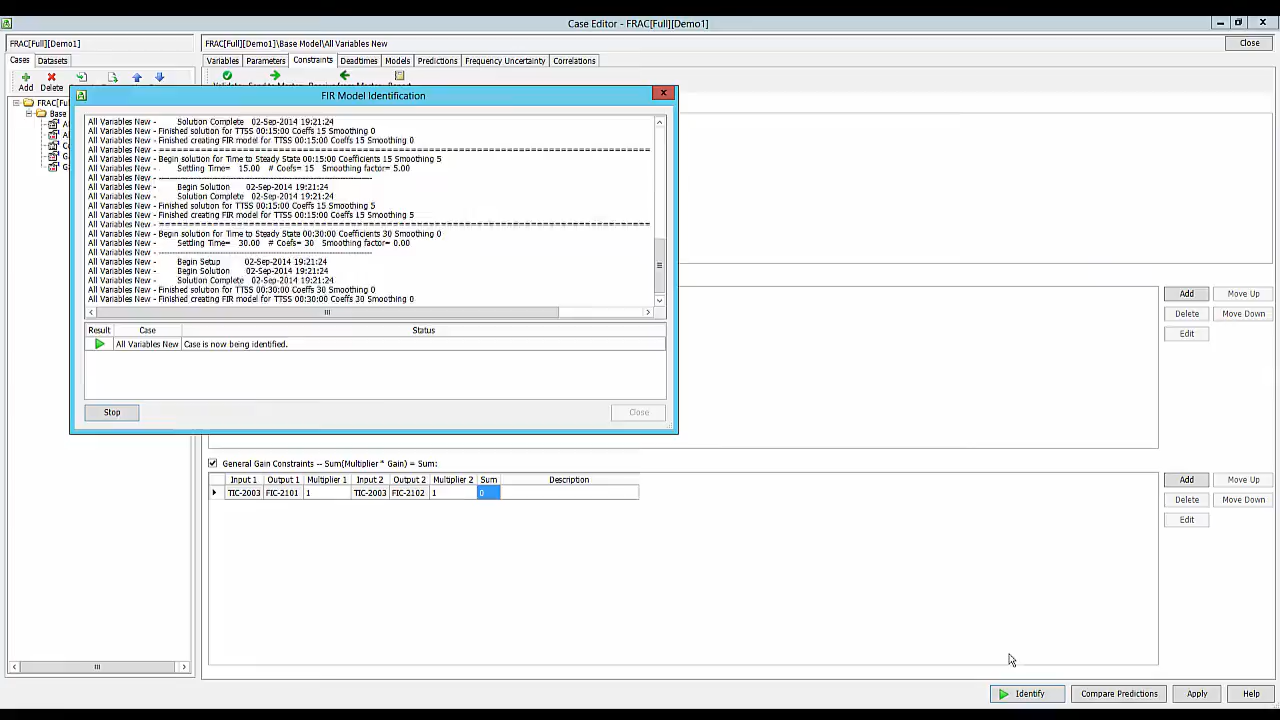 Case Editor - FRAC[Full][Demo1]
FRAC[Full][Demo1]
FRAC[Full][Demo1]\Base Model\All Variables New
Close
Cases Datasets
Variables Parameters Constraints Deadtimes Models Predictions Frequency Uncertainty Correlations
Add Delete
FIR Model Identification
FRAC[Fu
Base
All Variables New - Solution Complete 02-Sep-2014 19:21:24
All Variables New - Finished solution for TTSS 00:15:00 Coeffs 15 Smoothing 0
All Variables New - Finished creating FIR model for TTSS 00:15:00 Coeffs 15 Smoothing 0
All Variables New - ==========================================================================
All Variables New - Begin solution for Time to Steady State 00:15:00 Coefficients 15 Smoothing 5
All Variables New - Settling Time= 15.00 # Coefs= 15 Smoothing factor=5.00
All Variables New - ------------------------------------------------------------
All Variables New - Begin Solution 02-Sep-2014 19:21:24
All Variables New - Solution Complete 02-Sep-2014 19:21:24
All Variables New - Finished solution for TTSS 00:15:00 Coeffs 15 Smoothing 5
All Variables New - Finished creating FIR model for TTSS 00:15:00 Coeffs 15 Smoothing 5
All Variables New - ==========================================================================
All Variables New - Begin solution for Time to Steady State 00:30:00 Coefficients 30 Smoothing 0
All Variables New - Settling Time= 30.00 # Coefs= 30 Smoothing factor=0.00
All Variables New - ------------------------------------------------------------
All Variables New - Begin Setup 02-Sep-2014 19:21:24
All Variables New - Begin Solution 02-Sep-2014 19:21:24
All Variables New - Solution Complete 02-Sep-2014 19:21:24
All Variables New - Finished solution for TTSS 00:30:00 Coeffs 30 Smoothing 0
All Variables New - Finished creating FIR model for TTSS 00:30:00 Coeffs 30 Smoothing 0
Result Case Status
All Variables New Case is now being identified.
Stop Close
Add Move Up
Delete Move Down
Edit
General Gain Constraints -- Sum(Multiplier * Gain) = Sum:
Input 1 Output 1 Multiplier 1 Input 2 Output 2 Multiplier 2 Sum Description
TIC-2003 FIC-2101 1 TIC-2003 FIC-2102 1 0
Add Move Up
Delete Move Down
Edit
Identify Compare Predictions Apply Help